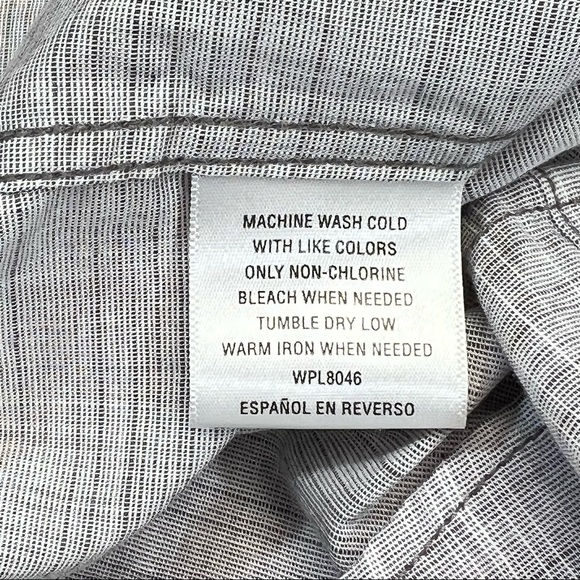 MACHINE WASH COLD
WITH LIKE COLORS
ONLY NON-CHLORINE
BLEACH WHEN NEEDED
TUMBLE DRY LOW
WARM IRON WHEN NEEDED
WPL8046
ESPAÑOL EN REVERSO